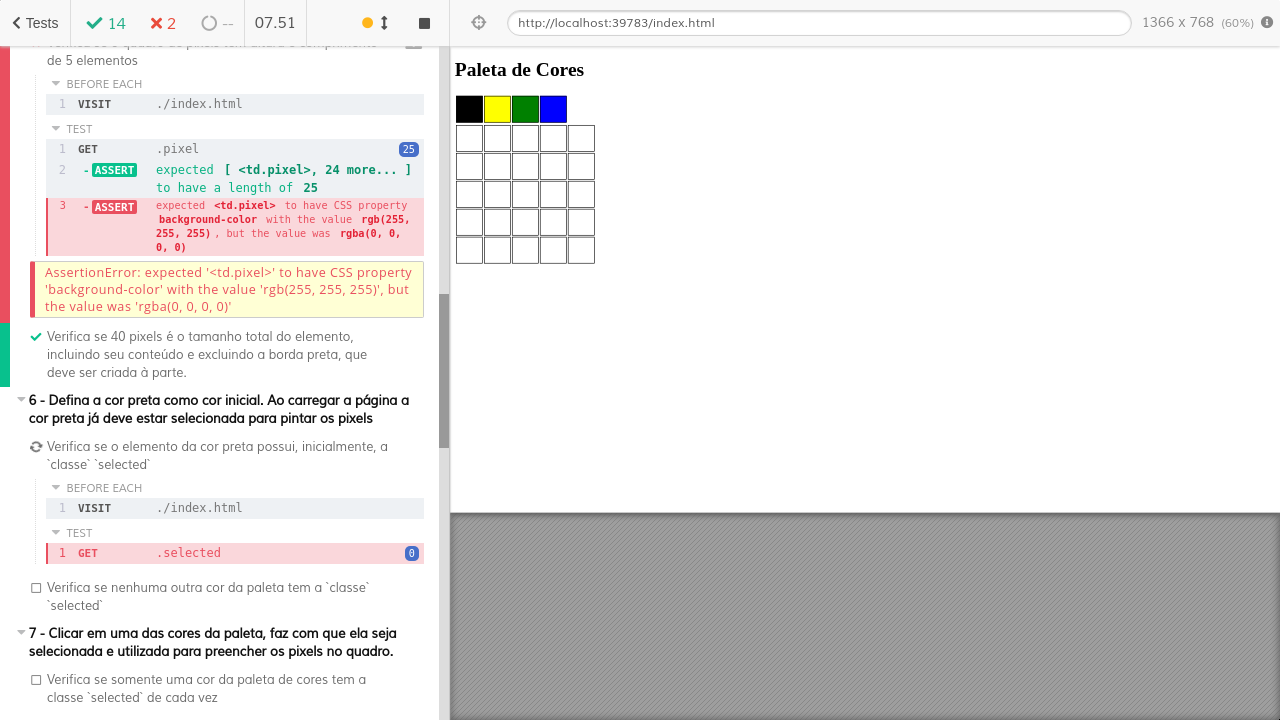 Tests
14
2
--
07.51
http://localhost:39783/index.html
1366 x 768 (60%)
de 5 elementos
BEFORE EACH
1 VISIT ./index.html
TEST
1 GET .pixel 25
2 -ASSERT expected [ <td.pixel>, 24 more... ]
to have a length of 25
3 -ASSERT expected <td.pixel> to have CSS property
background-color with the value rgb(255,
255, 255) , but the value was rgba(0, 0,
0, 0)
AssertionError: expected '<td.pixel>' to have CSS property
'background-color' with the value 'rgb(255, 255, 255)', but
the value was 'rgba(0, 0, 0, 0)'
Verifica se 40 pixels é o tamanho total do elemento,
incluindo seu conteúdo e excluindo a borda preta, que
deve ser criada à parte.
6 - Defina a cor preta como cor inicial. Ao carregar a página a
cor preta já deve estar selecionada para pintar os pixels
Verifica se o elemento da cor preta possui, inicialmente, a
`classe` `selected`
BEFORE EACH
1 VISIT ./index.html
TEST
1 GET .selected 0
Verifica se nenhuma outra cor da paleta tem a `classe`
`selected`
7 - Clicar em uma das cores da paleta, faz com que ela seja
selecionada e utilizada para preencher os pixels no quadro.
Verifica se somente uma cor da paleta de cores tem a
classe `selected` de cada vez
Paleta de Cores